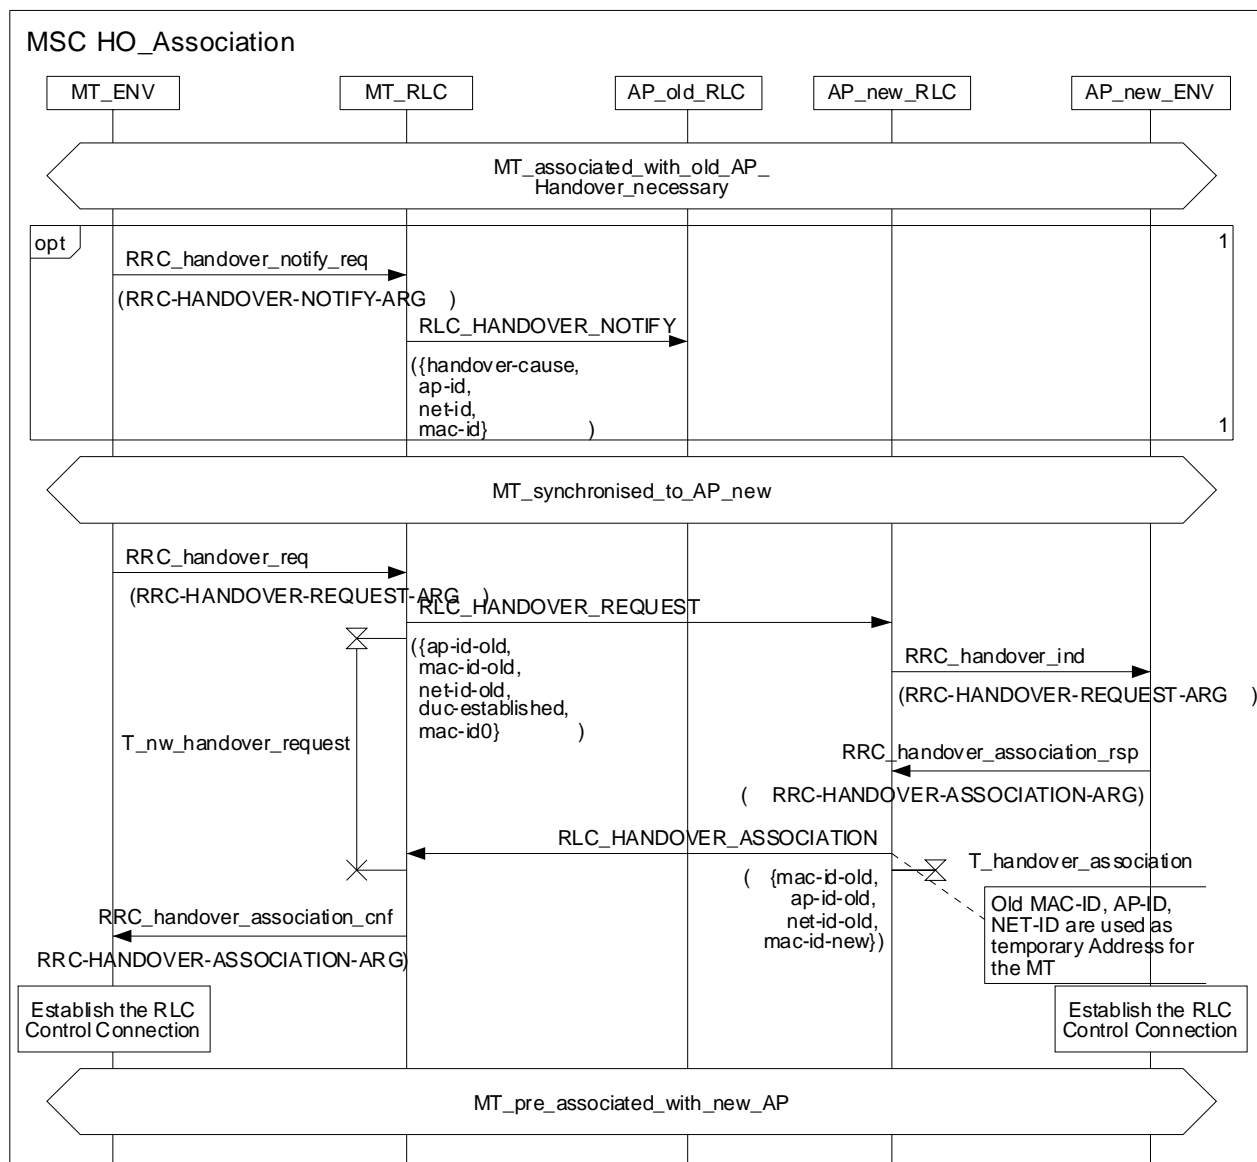 MSC HO_Association
MT_ENV
MT_RLC
AP_old_RLC
AP_new_RLC
AP_new_ENV
MT_associated_with_old_AP_
Handover_necessary
opt
1
RRC_handover_notify_req
(RRC-HANDOVER-NOTIFY-ARG )
RLC_HANDOVER_NOTIFY
({handover-cause,
ap-id,
net-id,
mac-id} )
1
MT_synchronised_to_AP_new
RRC_handover_req
(RRC-HANDOVER-REQUEST-ARG )
RLC_HANDOVER_REQUEST
({ap-id-old,
mac-id-old,
net-id-old,
duc-established,
mac-id0} )
RRC_handover_ind
(RRC-HANDOVER-REQUEST-ARG )
T_nw_handover_request
RRC_handover_association_rsp
( RRC-HANDOVER-ASSOCIATION-ARG)
RLC_HANDOVER_ASSOCIATION
( {mac-id-old,
ap-id-old,
net-id-old,
mac-id-new})
T_handover_association
Old MAC-ID, AP-ID,
NET-ID are used as
temporary Address for
the MT
RRC_handover_association_cnf
RRC-HANDOVER-ASSOCIATION-ARG)
Establish the RLC
Control Connection
Establish the RLC
Control Connection
MT_pre_associated_with_new_AP